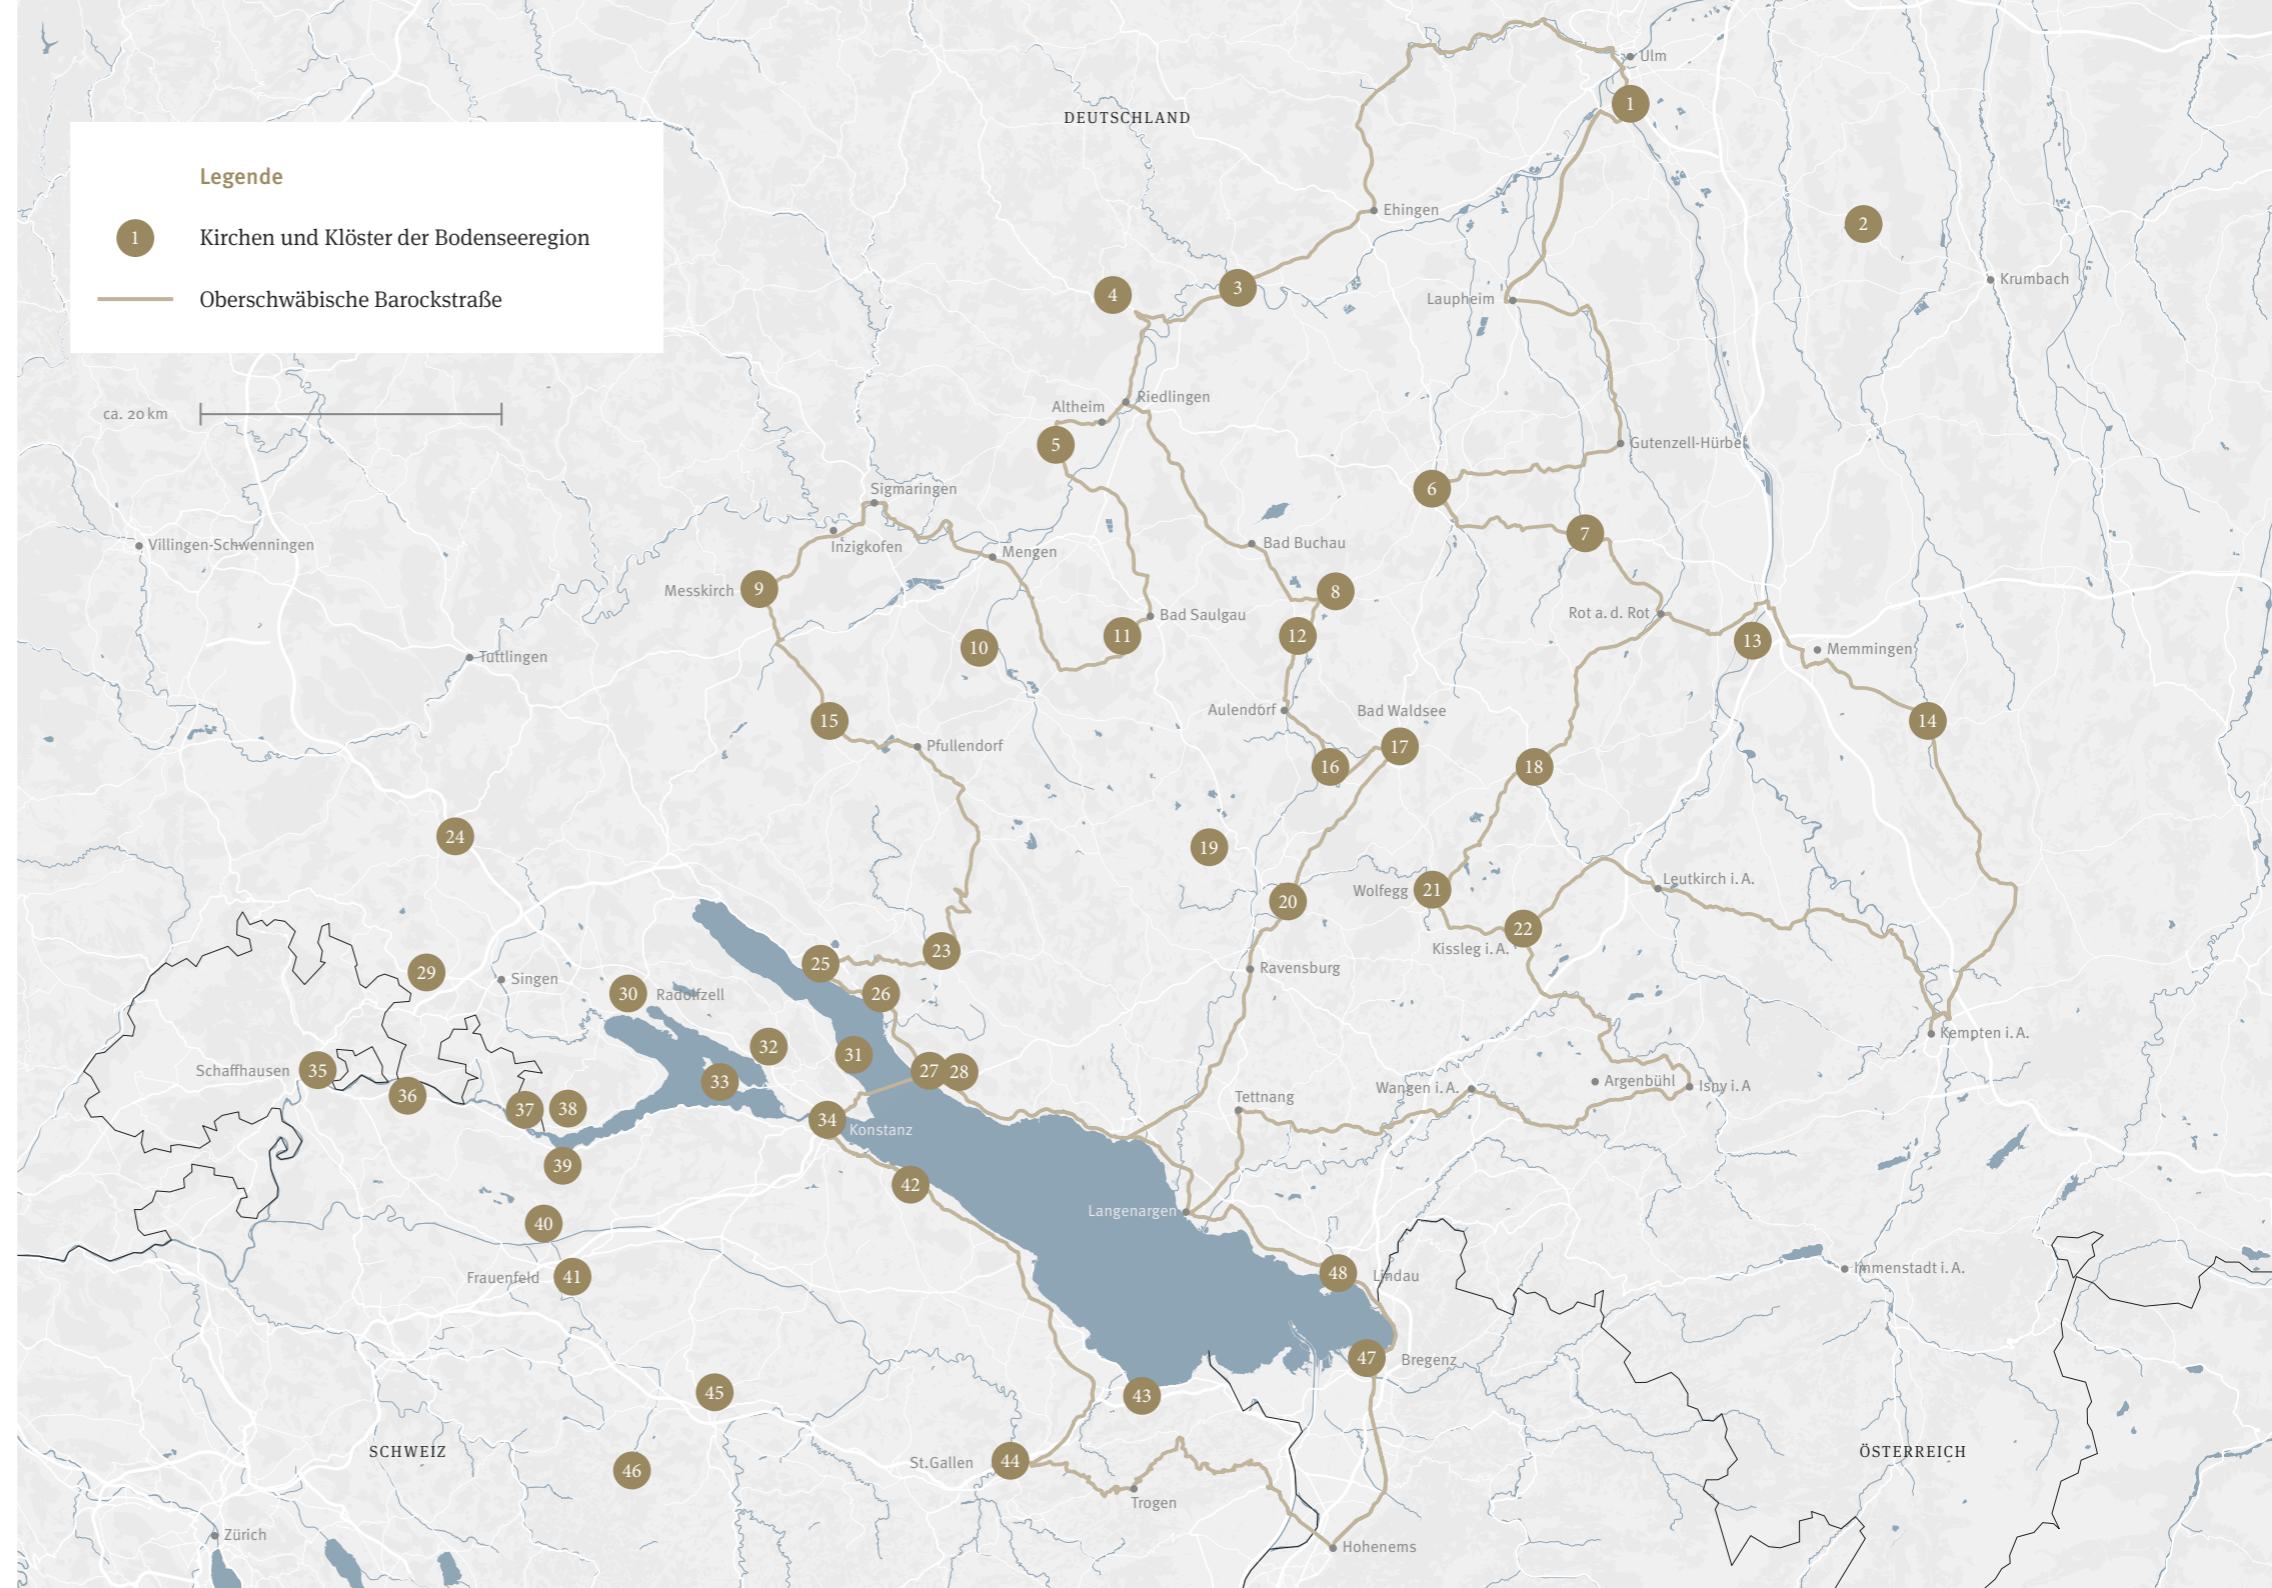 Ulm
1
DEUTSCHLAND
Legende
1
Kirchen und Klöster der Bodenseeregion
Oberschwäbische Barockstraße
ca. 20 km
Ehingen
2
Krumbach
3
4
Laupheim
Riedlingen
Altheim
5
Gutenzell-Hürbel
6
Sigmaringen
Inzigkofen
7
Villingen-Schwenningen
Mengen
Bad Buchau
Messkirch
9
8
Bad Saulgau
Rot a. d. Rot
11
12
13
10
Memmingen
Tuttlingen
Aulendorf
Bad Waldsee
15
14
Pfullendorf
17
16
18
24
19
Wolfegg
21
Leutkirch i. A.
20
22
Kissleg i. A.
23
25
29
Singen
Ravensburg
30
Radolfzell
26
Kempten i. A.
32
31
Schaffhausen
35
27
28
33
36
Wangen i. A.
Argenbühl
Isny i. A
Tettnang
37
38
34
Konstanz
39
42
Langenargen
40
Frauenfeld
41
48
Lindau
Immenstadt i. A.
47
Bregenz
45
43
SCHWEIZ
ÖSTERREICH
46
St.Gallen
44
Trogen
Zürich
Hohenems